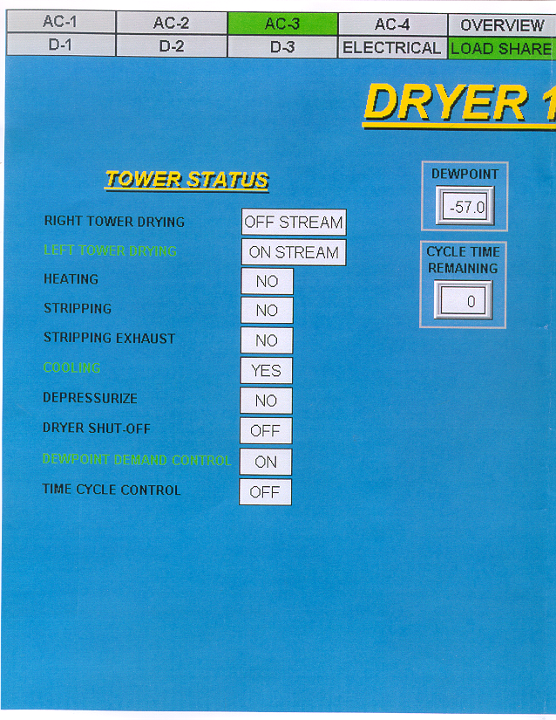 AC-1 AC-2 AC-3 AC-4 OVERVIEW
D-1 D-2 D-3 ELECTRICAL LOAD SHARE
DRYER 1
TOWER STATUS
DEWPOINT
-57.0
RIGHT TOWER DRYING OFF STREAM
LEFT TOWER DRYING ON STREAM
CYCLE TIME
REMAINING
0
HEATING NO
STRIPPING NO
STRIPPING EXHAUST NO
COOLING YES
DEPRESSURIZE NO
DRYER SHUT-OFF OFF
DEWPOINT DEMAND CONTROL ON
TIME CYCLE CONTROL OFF